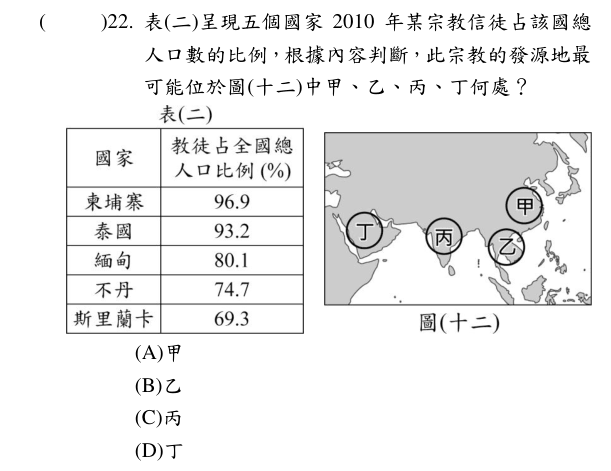 (　　)22. 表(二)呈現五個國家 2010 年某宗教信徒占該國總
人口數的比例，根據內容判斷，此宗教的發源地最
可能位於圖(十二)中甲、乙、丙、丁何處？
表(二)
國家 教徒占全國總人口比例 (%)
柬埔寨 96.9
泰國 93.2
緬甸 80.1
不丹 74.7
斯里蘭卡 69.3
甲
丁
丙
乙
圖(十二)
(A)甲
(B)乙
(C)丙
(D)丁